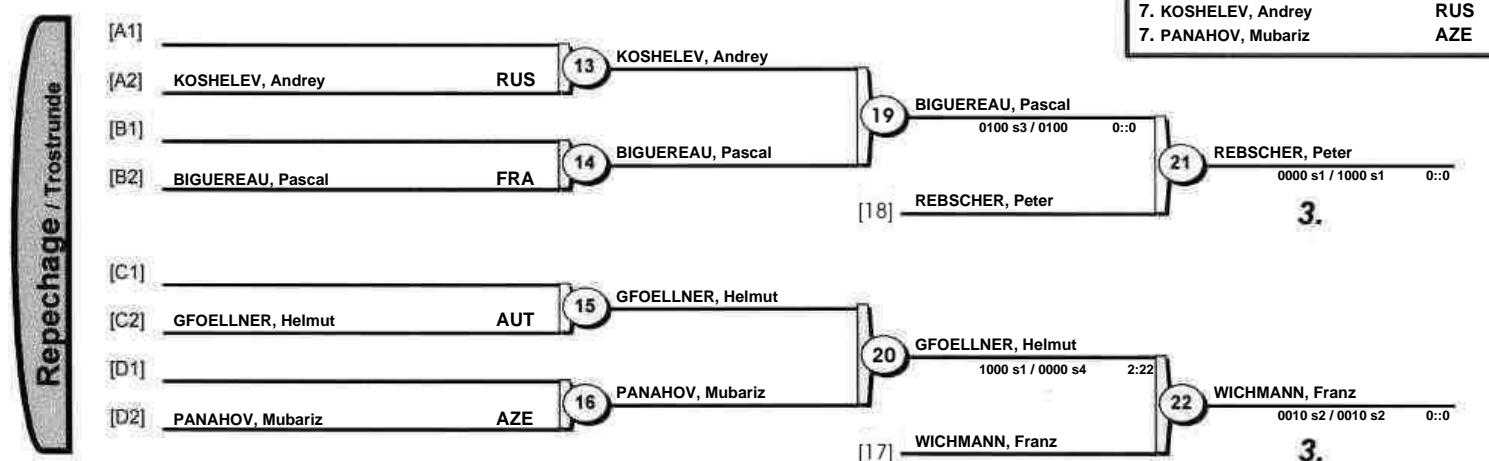 7. KOSHELEV, Andrey RUS
7. PANAHOV, Mubariz AZE
Repechage / Trostrunde
[A1]
[A2] KOSHELEV, Andrey RUS
13 KOSHELEV, Andrey
[B1]
[B2] BIGUEREAU, Pascal FRA
14 BIGUEREAU, Pascal
19 BIGUEREAU, Pascal
0100 s3 / 0100 0::0
[18] REBSCHER, Peter
21 REBSCHER, Peter
0000 s1 / 1000 s1 0::0
3.
[C1]
[C2] GFOELLNER, Helmut AUT
15 GFOELLNER, Helmut
[D1]
[D2] PANAHOV, Mubariz AZE
16 PANAHOV, Mubariz
20 GFOELLNER, Helmut
1000 s1 / 0000 s4 2:22
[17] WICHMANN, Franz
22 WICHMANN, Franz
0010 s2 / 0010 s2 0::0
3.